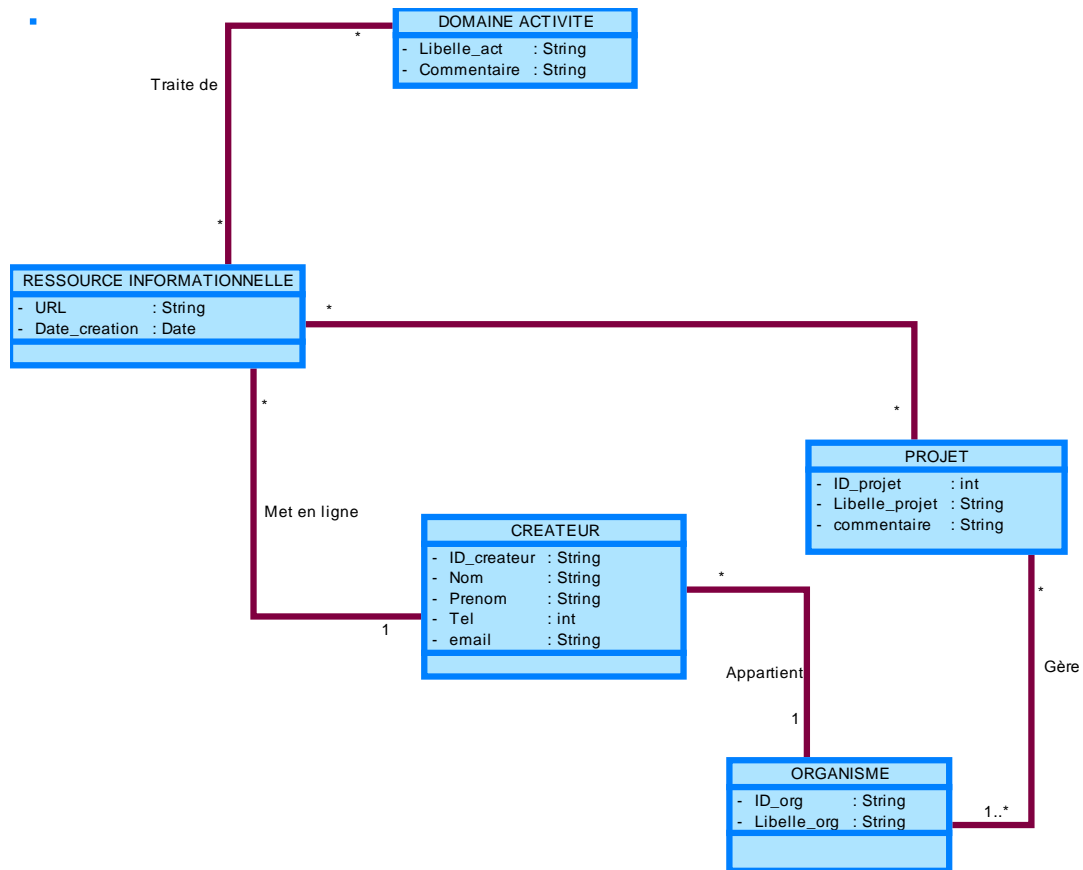 DOMAINE ACTIVITE
- Libelle_act : String
- Commentaire : String
*
Traite de
*
RESSOURCE INFORMATIONNELLE
- URL : String
- Date_creation : Date
*
*
PROJET
- ID_projet : int
- Libelle_projet : String
- commentaire : String
*
Met en ligne
1
CREATEUR
- ID_createur : String
- Nom : String
- Prenom : String
- Tel : int
- email : String
*
Appartient
1
*
Gère
1..*
ORGANISME
- ID_org : String
- Libelle_org : String